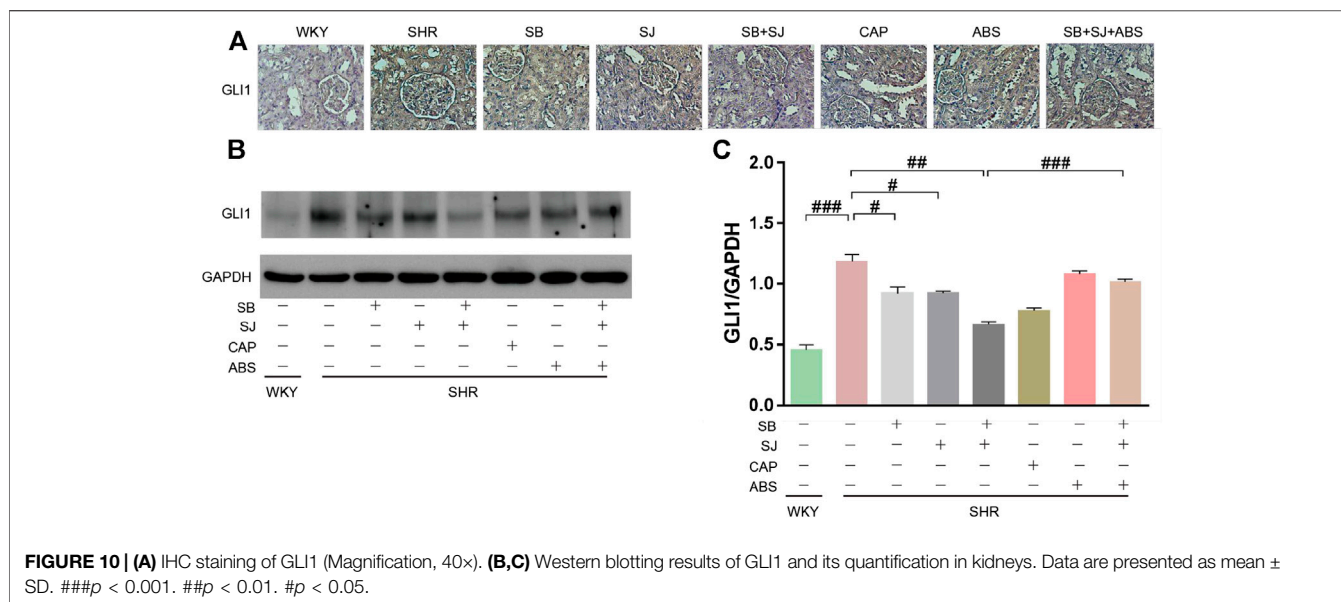 A
WKY SHR SB SJ SB+SJ CAP ABS SB+SJ+ABS
GLI1
B
GLI1
GAPDH
SB − − + − + − − +
SJ − − − + + − − +
CAP − − − − − + − −
ABS − − − − − − + +
WKY SHR
C
2.0
1.5
1.0
0.5
0.0
GLI1/GAPDH
### # # ## ###
SB − − + − + − − +
SJ − − − + + − − +
CAP − − − − − + − −
ABS − − − − − − + +
WKY SHR
FIGURE 10 | (A) IHC staining of GLI1 (Magnification, 40×). (B,C) Western blotting results of GLI1 and its quantification in kidneys. Data are presented as mean ±
SD. ###p < 0.001. ##p < 0.01. #p < 0.05.